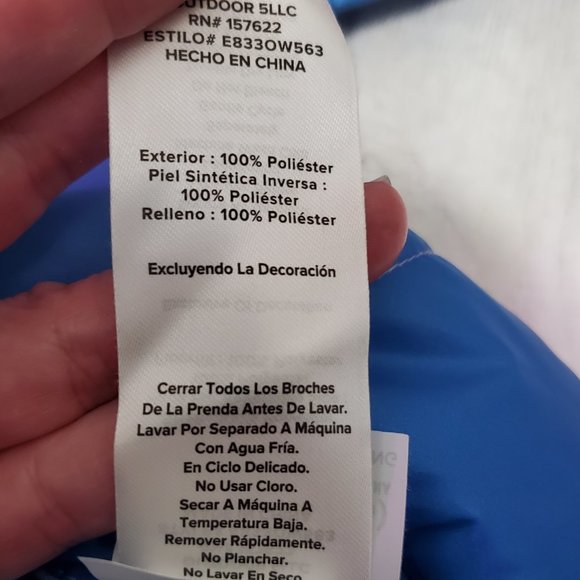 OUTDOOR 5LLC
RN# 157622
ESTILO# E833OW563
HECHO EN CHINA
Exterior : 100% Poliéster
Piel Sintética Inversa :
100% Poliéster
Relleno : 100% Poliéster
Excluyendo La Decoración
Cerrar Todos Los Broches
De La Prenda Antes De Lavar.
Lavar Por Separado A Máquina
Con Agua Fría.
En Ciclo Delicado.
No Usar Cloro.
Secar A Máquina A
Temperatura Baja.
Remover Rápidamente.
No Planchar.
No Lavar En Seco